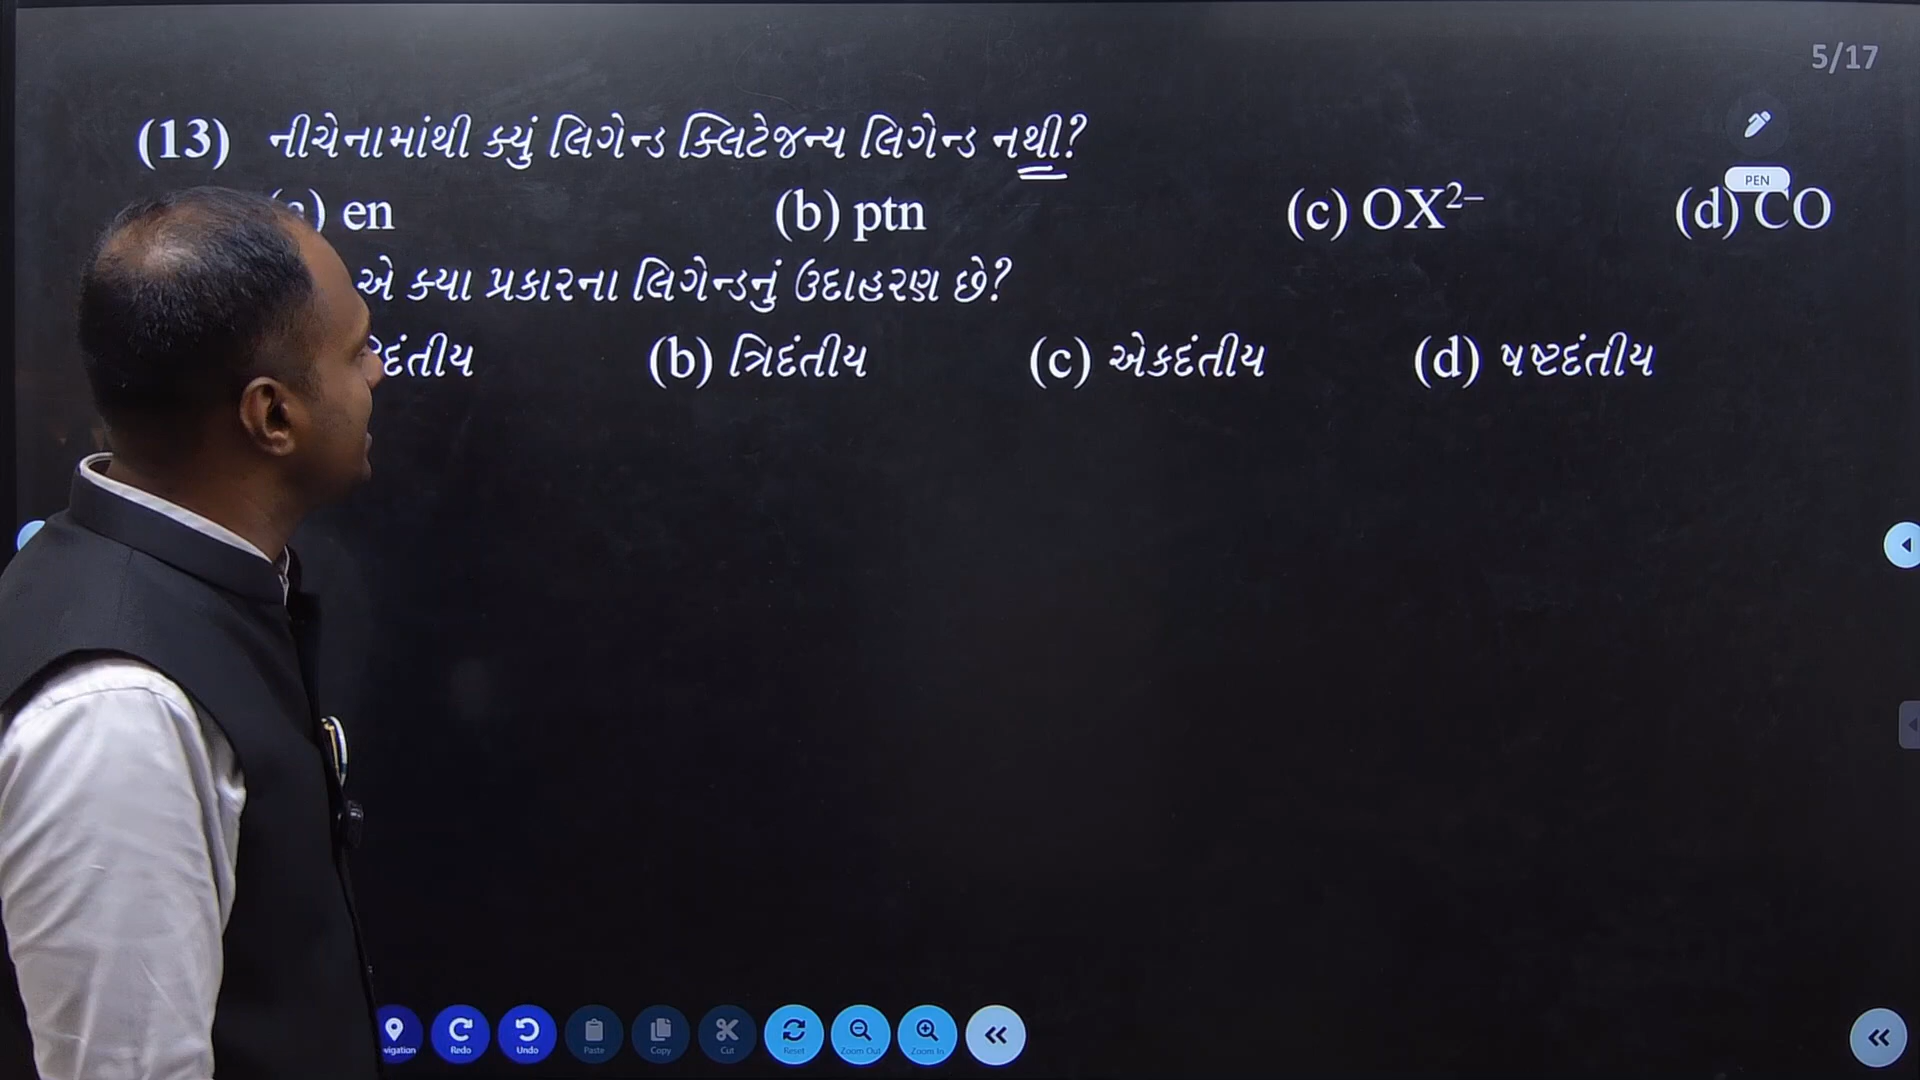 5/17
(13) નીચેનામાંથી ક્યું લિગેન્ડ ક્લિટેજન્ય લિગેન્ડ નથી?
PEN
en (b) ptn (c) OX²⁻ (d) CO
એ ક્યા પ્રકારના લિગેન્ડનું ઉદાહરણ છે?
(b) ત્રિદંતીય (c) એકદંતીય (d) ષષ્ટદંતીય
Redo Undo Paste Copy Cut Reset Zoom Out Zoom In